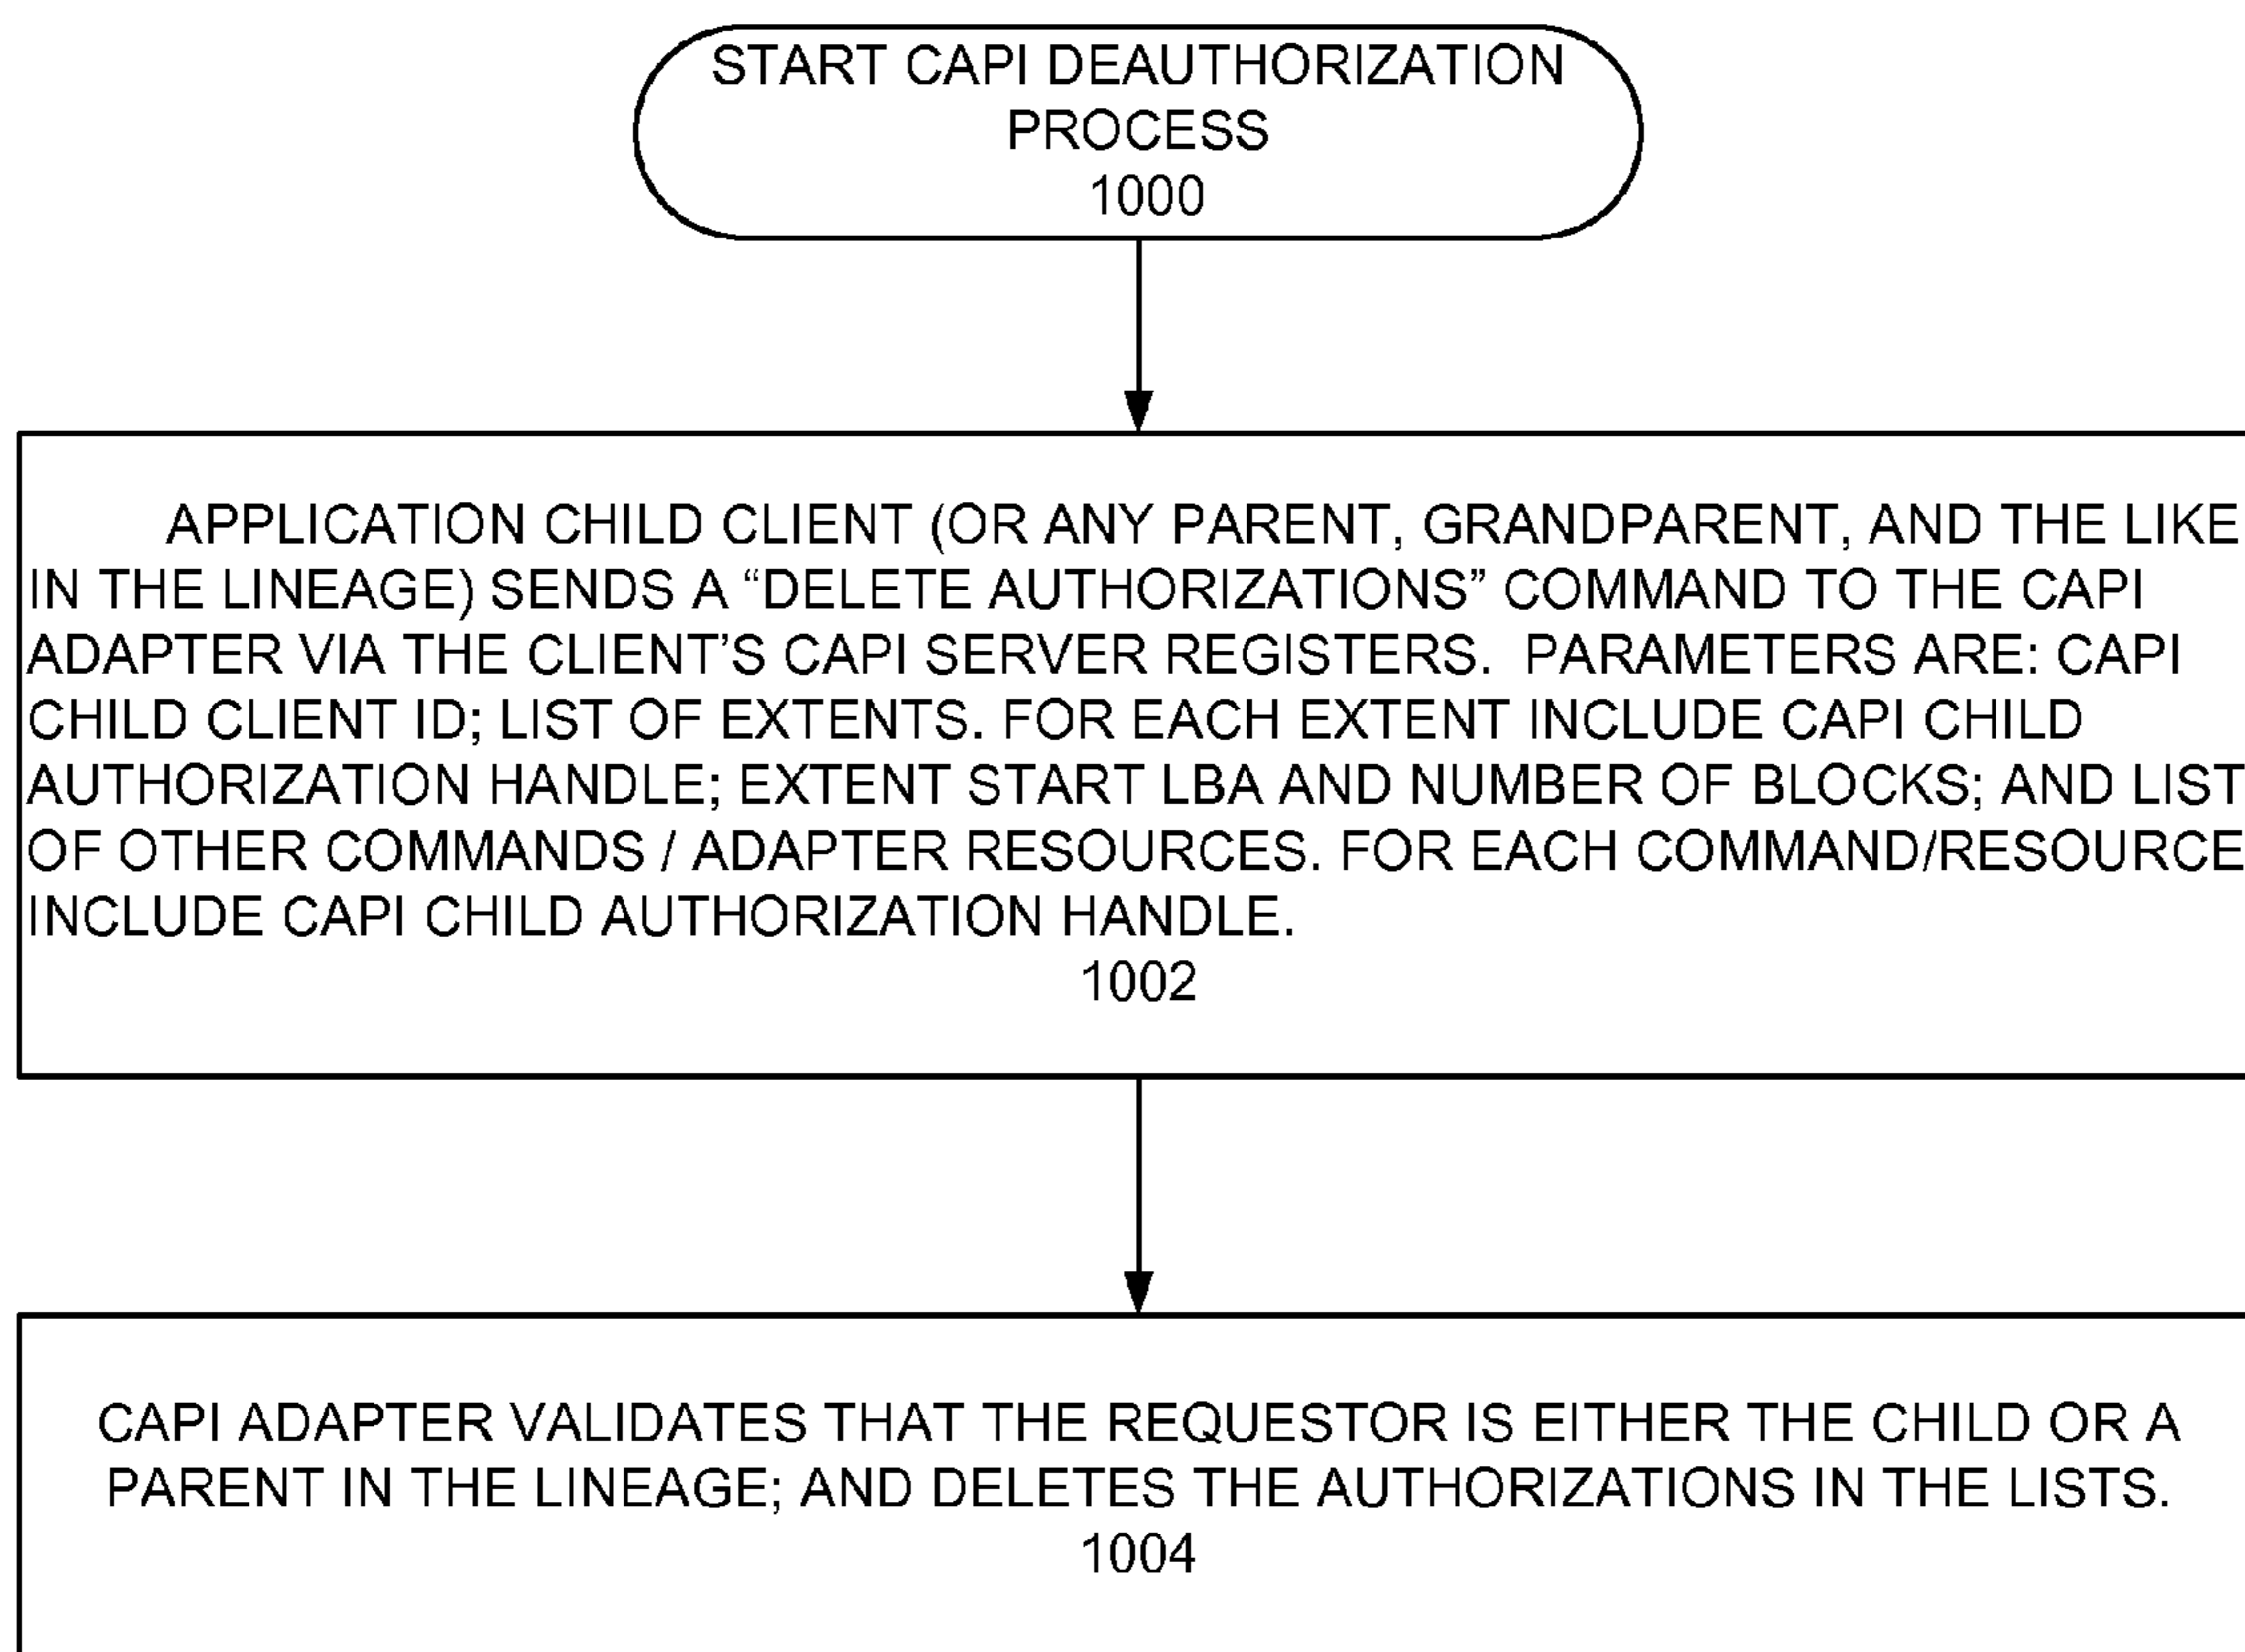 START CAPI DEAUTHORIZATION
PROCESS
1000
APPLICATION CHILD CLIENT (OR ANY PARENT, GRANDPARENT, AND THE LIKE
IN THE LINEAGE) SENDS A “DELETE AUTHORIZATIONS” COMMAND TO THE CAPI
ADAPTER VIA THE CLIENT’S CAPI SERVER REGISTERS. PARAMETERS ARE: CAPI
CHILD CLIENT ID; LIST OF EXTENTS. FOR EACH EXTENT INCLUDE CAPI CHILD
AUTHORIZATION HANDLE; EXTENT START LBA AND NUMBER OF BLOCKS; AND LIST
OF OTHER COMMANDS / ADAPTER RESOURCES. FOR EACH COMMAND/RESOURCE
INCLUDE CAPI CHILD AUTHORIZATION HANDLE.
1002
CAPI ADAPTER VALIDATES THAT THE REQUESTOR IS EITHER THE CHILD OR A
PARENT IN THE LINEAGE; AND DELETES THE AUTHORIZATIONS IN THE LISTS.
1004